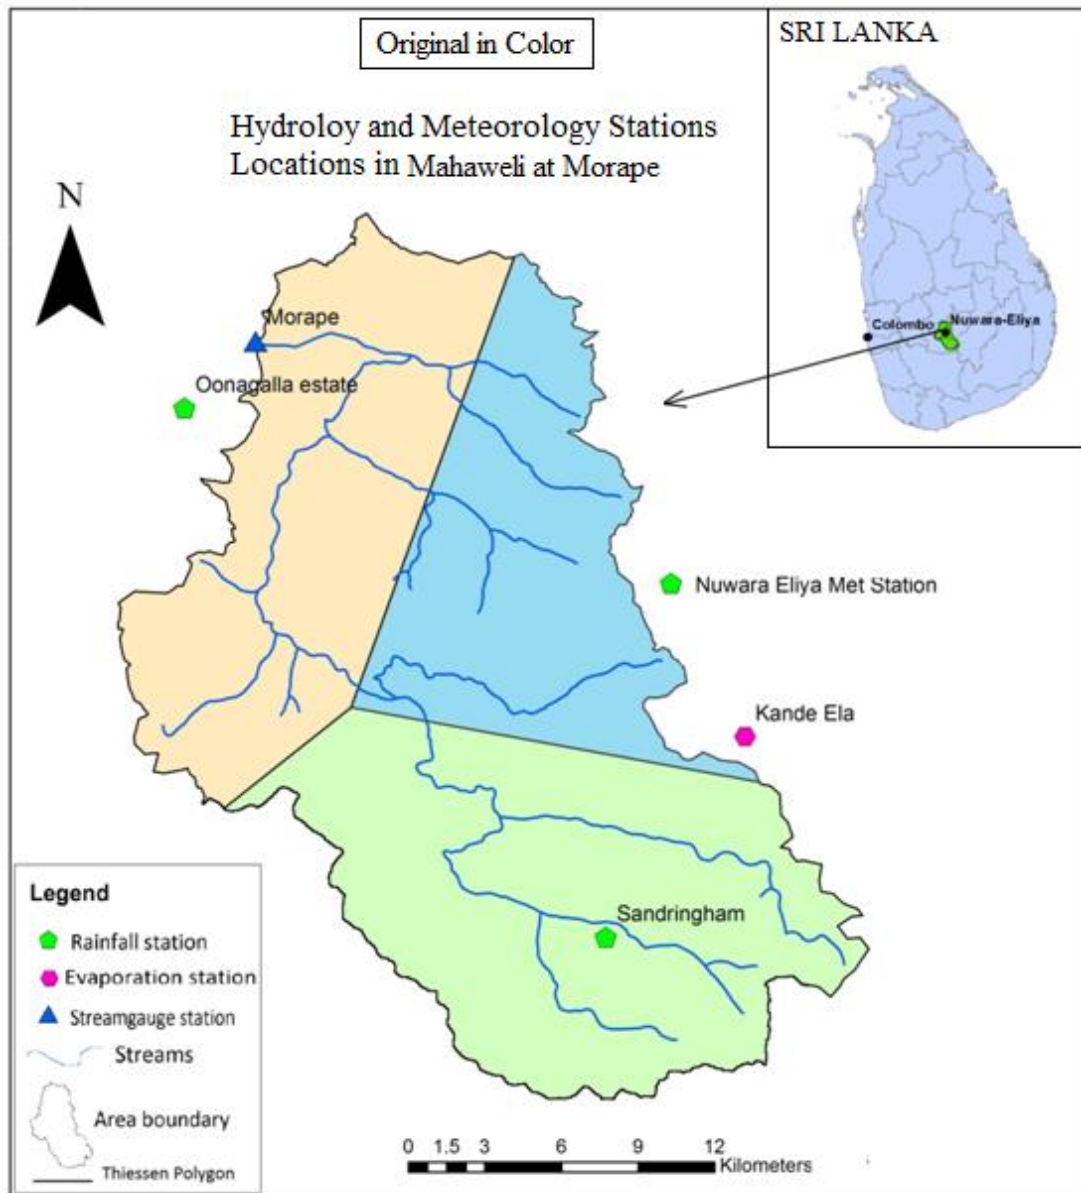 Original in Color
SRI LANKA
Hydroloy and Meteorology Stations
Locations in Mahaweli at Morape
N
Colombo
Nuwara-Eliya
Morape
Oonagalla estate
Nuwara Eliya Met Station
Kande Ela
Sandringham
Legend
Rainfall station
Evaporation station
Streamgauge station
Streams
Area boundary
Thiessen Polygon
0 1.5 3 6 9 12
Kilometers